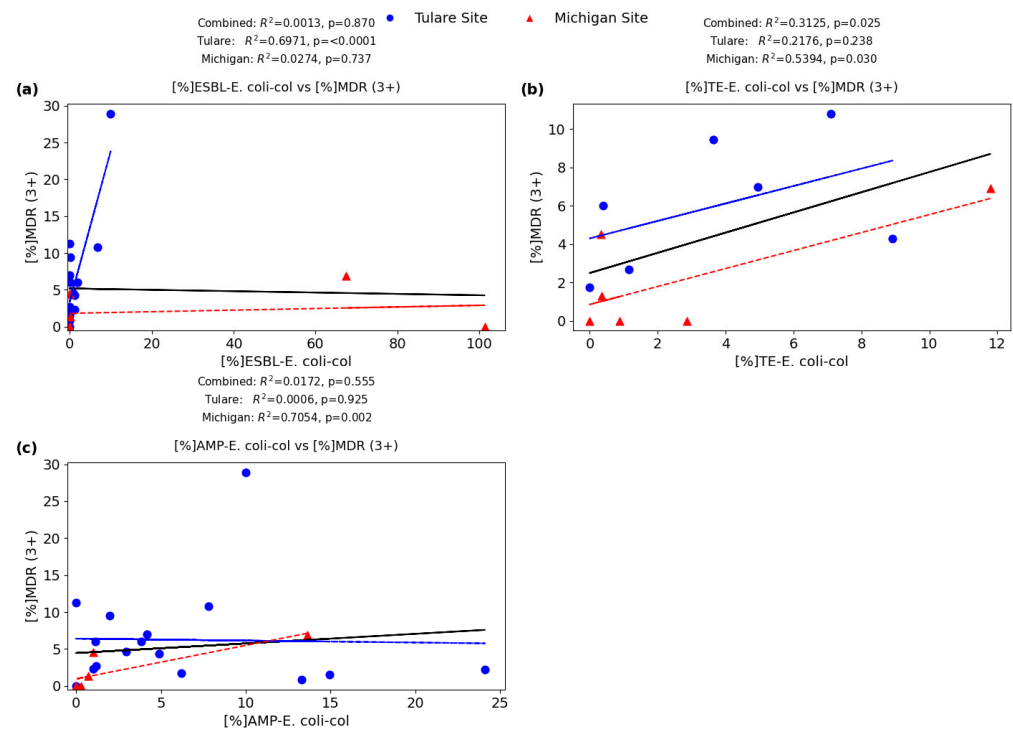 Tulare Site
Michigan Site
Combined: R²=0.0013, p=0.870
Tulare: R²=0.6971, p=<0.0001
Michigan: R²=0.0274, p=0.737
(a)
[%]ESBL-E. coli-col vs [%]MDR (3+)
30
25
20
15
10
5
0
[%]MDR (3+)
0 20 40 60 80 100
[%]ESBL-E. coli-col
Combined: R²=0.3125, p=0.025
Tulare: R²=0.2176, p=0.238
Michigan: R²=0.5394, p=0.030
(b)
[%]TE-E. coli-col vs [%]MDR (3+)
10
8
6
4
2
0
[%]MDR (3+)
0 2 4 6 8 10 12
[%]TE-E. coli-col
Combined: R²=0.0172, p=0.555
Tulare: R²=0.0006, p=0.925
Michigan: R²=0.7054, p=0.002
(c)
[%]AMP-E. coli-col vs [%]MDR (3+)
30
25
20
15
10
5
0
[%]MDR (3+)
0 5 10 15 20 25
[%]AMP-E. coli-col